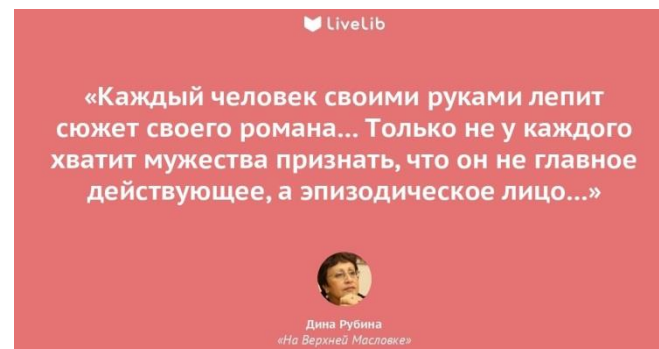 LiveLib
«Каждый человек своими руками лепит
сюжет своего романа... Только не у каждого
хватит мужества признать, что он не главное
действующее, а эпизодическое лицо...»
Дина Рубина
«На Верхней Масловке»